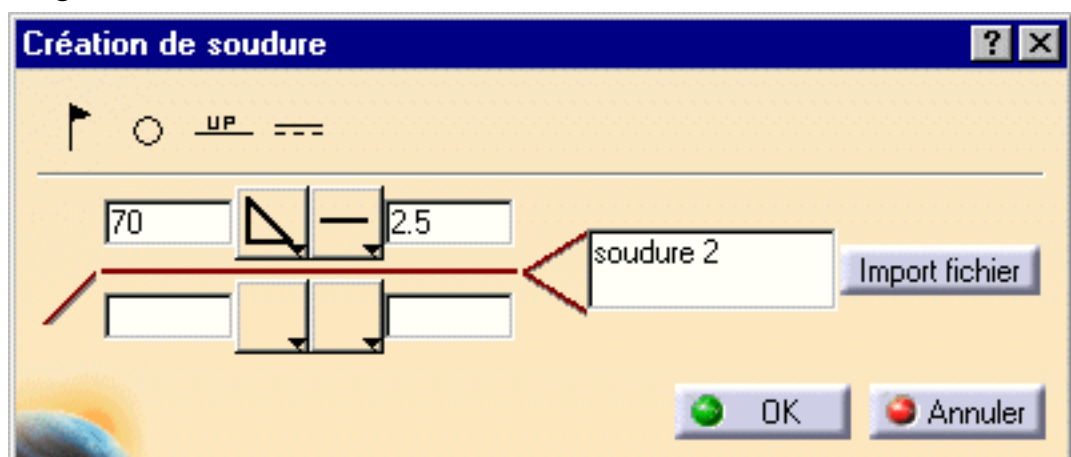 Création de soudure
UP
70 2.5
soudure 2
Import fichier
OK Annuler